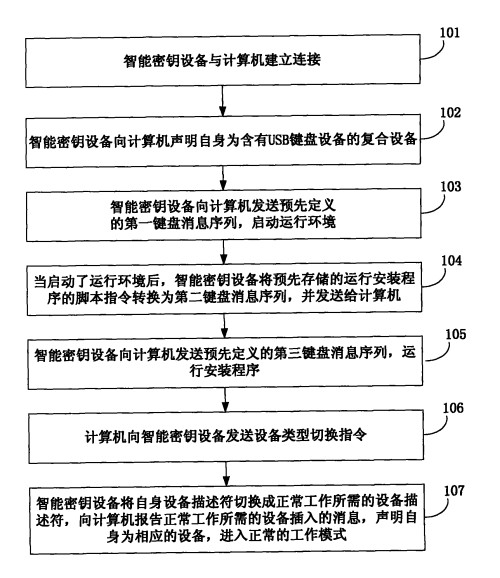 101
智能密钥设备与计算机建立连接
102
智能密钥设备向计算机声明自身为含有USB键盘设备的复合设备
103
智能密钥设备向计算机发送预先定义
的第一键盘消息序列，启动运行环境
104
当启动了运行环境后，智能密钥设备将预先存储的运行安装程
序的脚本指令转换为第二键盘消息序列，并发送给计算机
105
智能密钥设备向计算机发送预先定义的第三键盘消息序列，运
行安装程序
106
计算机向智能密钥设备发送设备类型切换指令
107
智能密钥设备将自身设备描述符切换成正常工作所需的设备描
述符，向计算机报告正常工作所需的设备插入的消息，声明自
身为相应的设备，进入正常的工作模式